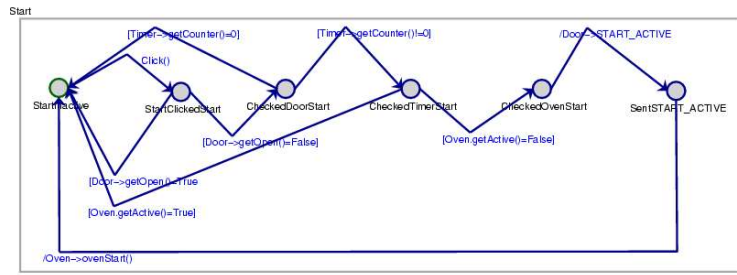 Start
[Timer->getCounter()=0]
[Timer->getCounter()!=0]
/Door->START_ACTIVE
Click()
StartInactive
StartClickedStart
CheckedDoorStart
CheckedTimerStart
CheckedOvenStart
SentSTART_ACTIVE
[Door->getOpen()=False]
[Oven.getActive()=False]
[Door->getOpen()=True
[Oven.getActive()=True]
/Oven->ovenStart()